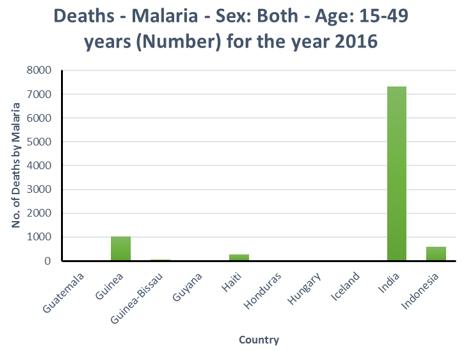 Deaths - Malaria - Sex: Both - Age: 15-49
years (Number) for the year 2016
No. of Deaths by Malaria
8000
7000
6000
5000
4000
3000
2000
1000
0
Guatemala
Guinea
Guinea-Bissau
Guyana
Haiti
Honduras
Hungary
Iceland
India
Indonesia
Country